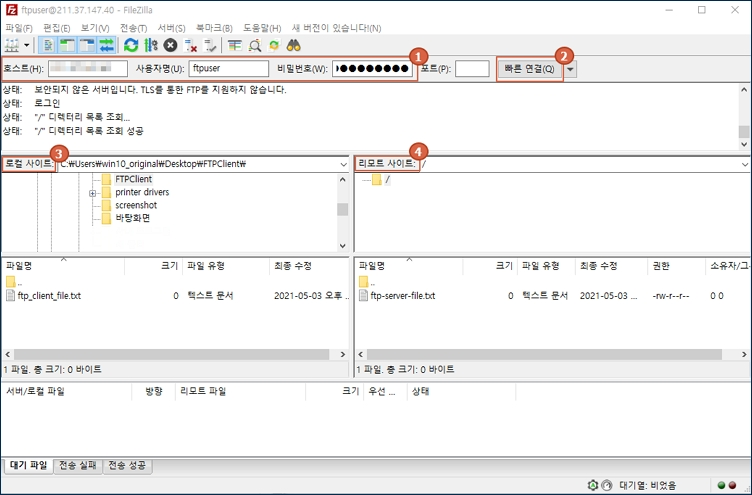 ftpuser@211.37.147.40 - FileZilla
파일(F) 편집(E) 보기(V) 전송(T) 서버(S) 북마크(B) 도움말(H) 새 버전이 있습니다!(N)
호스트(H): 사용자명(U): ftpuser 비밀번호(W): ●●●●●●●● 포트(P): 빠른 연결(Q)
1 2
상태: 보안되지 않은 서버입니다. TLS를 통한 FTP를 지원하지 않습니다.
상태: 로그인
상태: "/" 디렉터리 목록 조회...
상태: "/" 디렉터리 목록 조회 성공
3 4
로컬 사이트: C:₩Users₩win10_original₩Desktop₩FTPClient₩ 리모트 사이트: /
FTPClient /
printer drivers
screenshot
바탕화면
파일명 크기 파일 유형 최종 수정 파일명 크기 파일 유형 최종 수정 권한 소유자/그..
.. ..
ftp_client_file.txt 0 텍스트 문서 2021-05-03 오후 ... ftp-server-file.txt 0 텍스트 문서 2021-05-03 ... -rw-r--r-- 0 0
1 파일. 총 크기: 0 바이트 1 파일. 총 크기: 0 바이트
서버/로컬 파일 방향 리모트 파일 크기 우선 ... 상태
대기 파일 전송 실패 전송 성공
대기열: 비었음